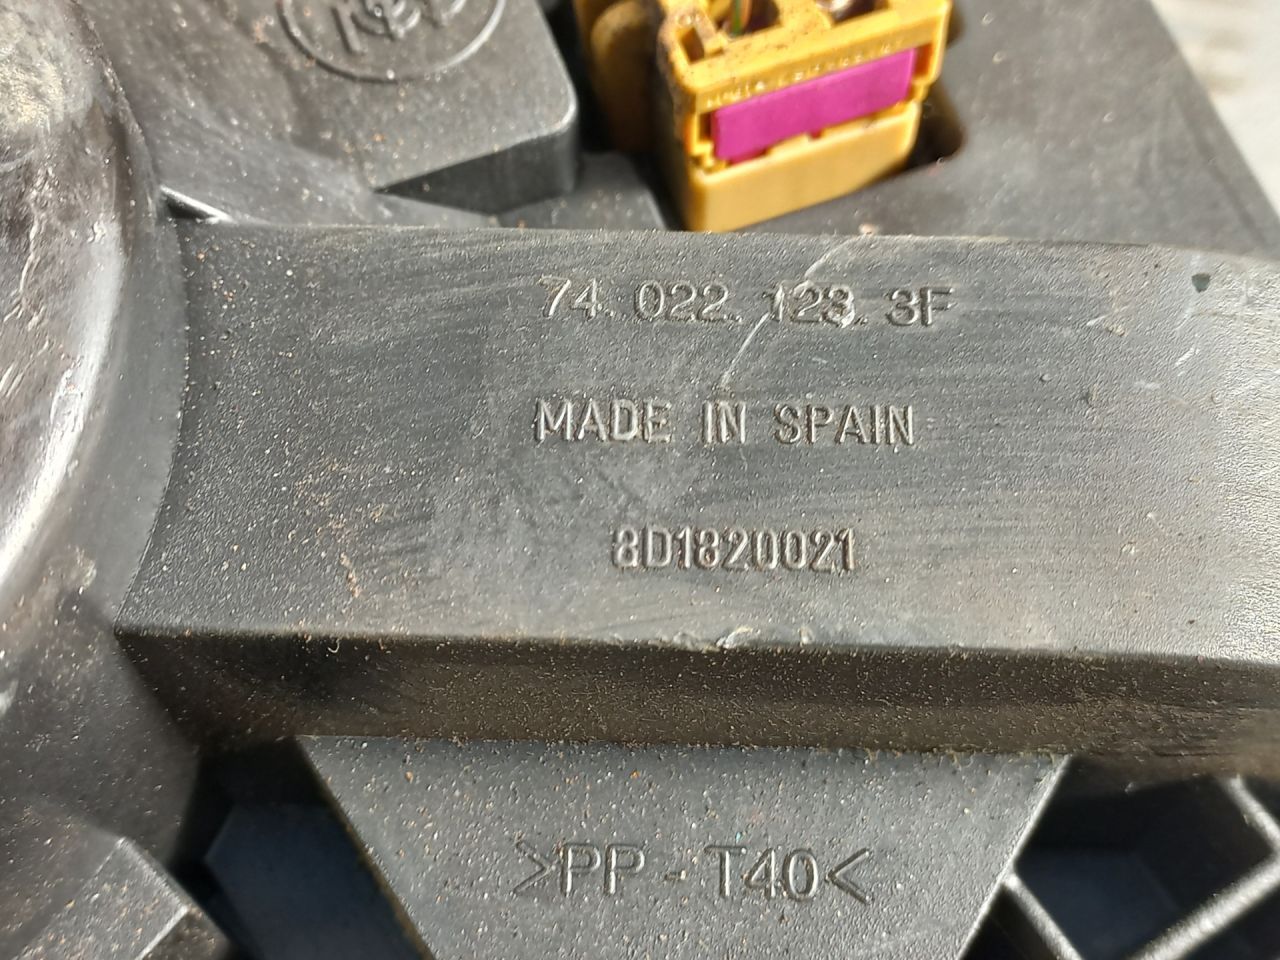 74. 022. 123. 3F
MADE IN SPAIN
8D1820021
>PP-T40<